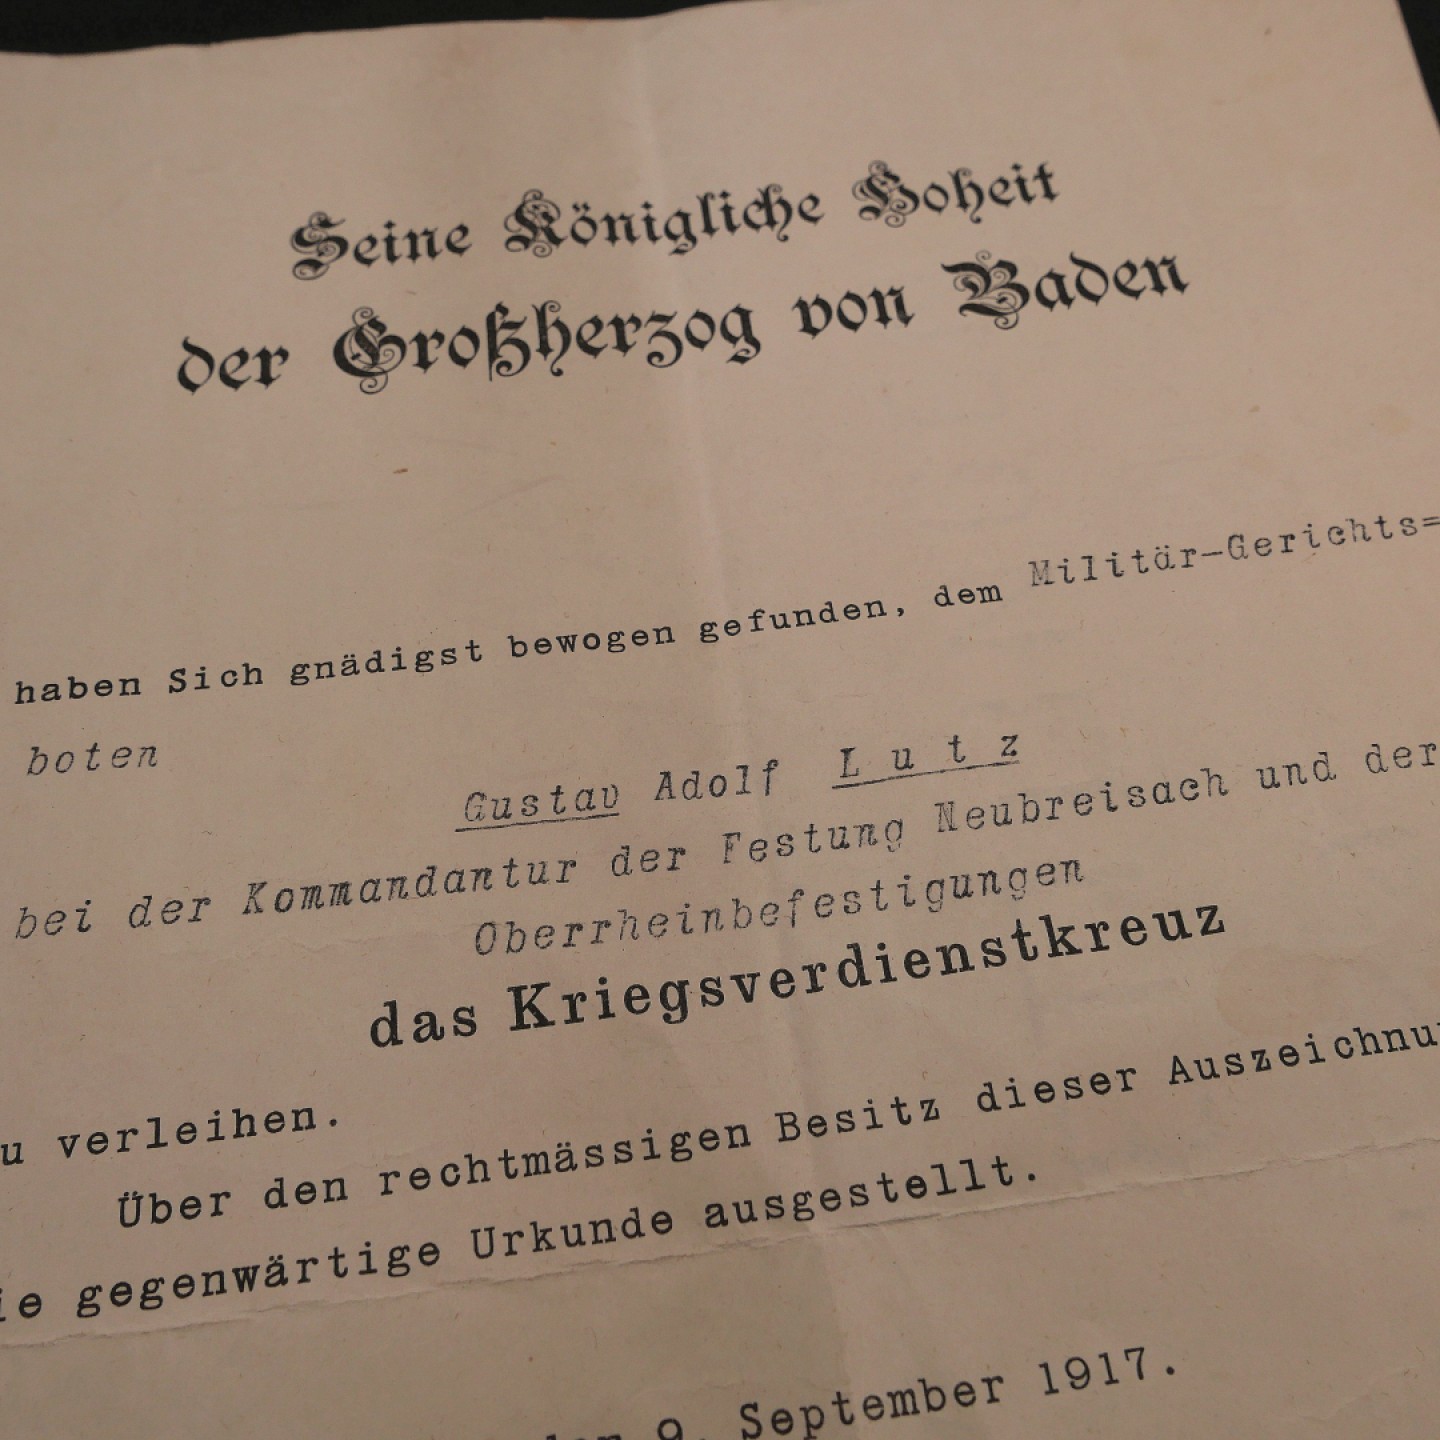 Seine Königliche Hoheit
der Großherzog von Baden
haben Sich gnädigst bewogen gefunden, dem Militär-Gerichts=
boten
Gustav Adolf Lutz
bei der Kommandantur der Festung Neubreisach und der
Oberrheinbefestigungen
das Kriegsverdienstkreuz
u verleihen.
Über den rechtmässigen Besitz dieser Auszeichnu
ie gegenwärtige Urkunde ausgestellt.
9. September 1917.